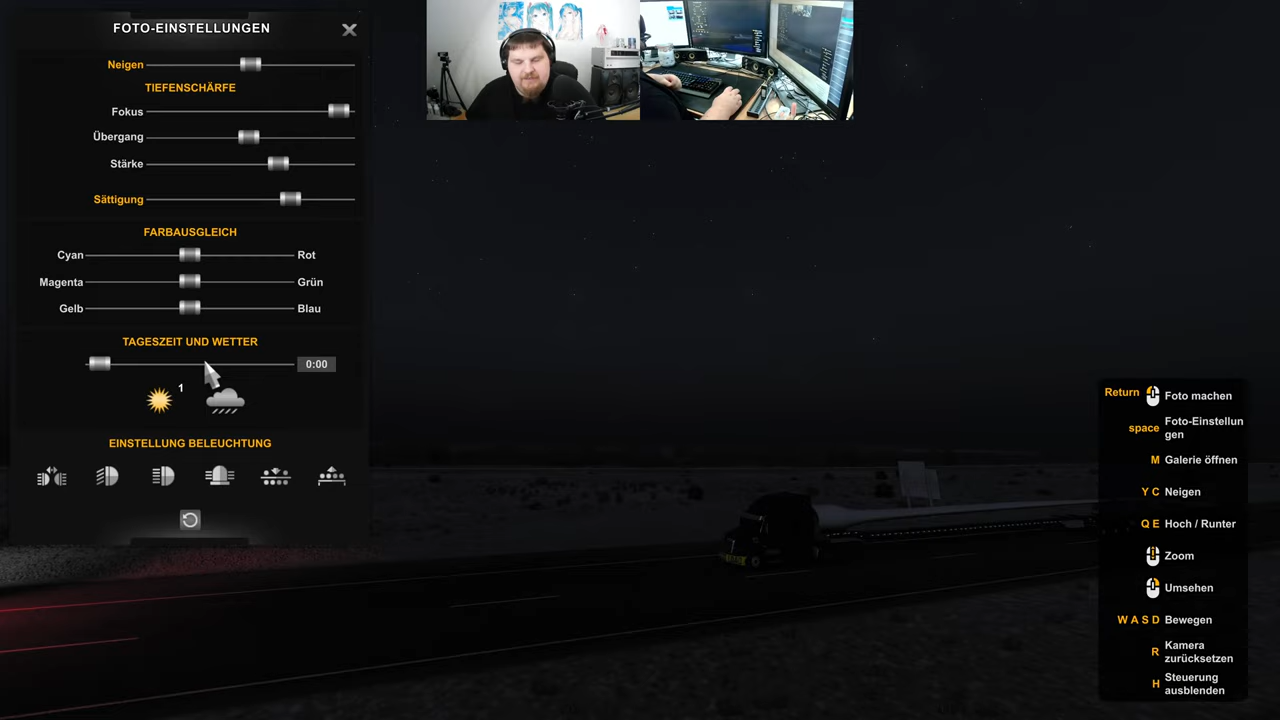 FOTO-EINSTELLUNGEN
Neigen
TIEFENSCHÄRFE
Fokus
Übergang
Stärke
Sättigung
FARBAUSGLEICH
Cyan Rot
Magenta Grün
Gelb Blau
TAGESZEIT UND WETTER
0:00
1
EINSTELLUNG BELEUCHTUNG
Return Foto machen
space Foto-Einstellun
gen
M Galerie öffnen
Y C Neigen
Q E Hoch / Runter
Zoom
Umsehen
W A S D Bewegen
R Kamera
zurücksetzen
H Steuerung
ausblenden